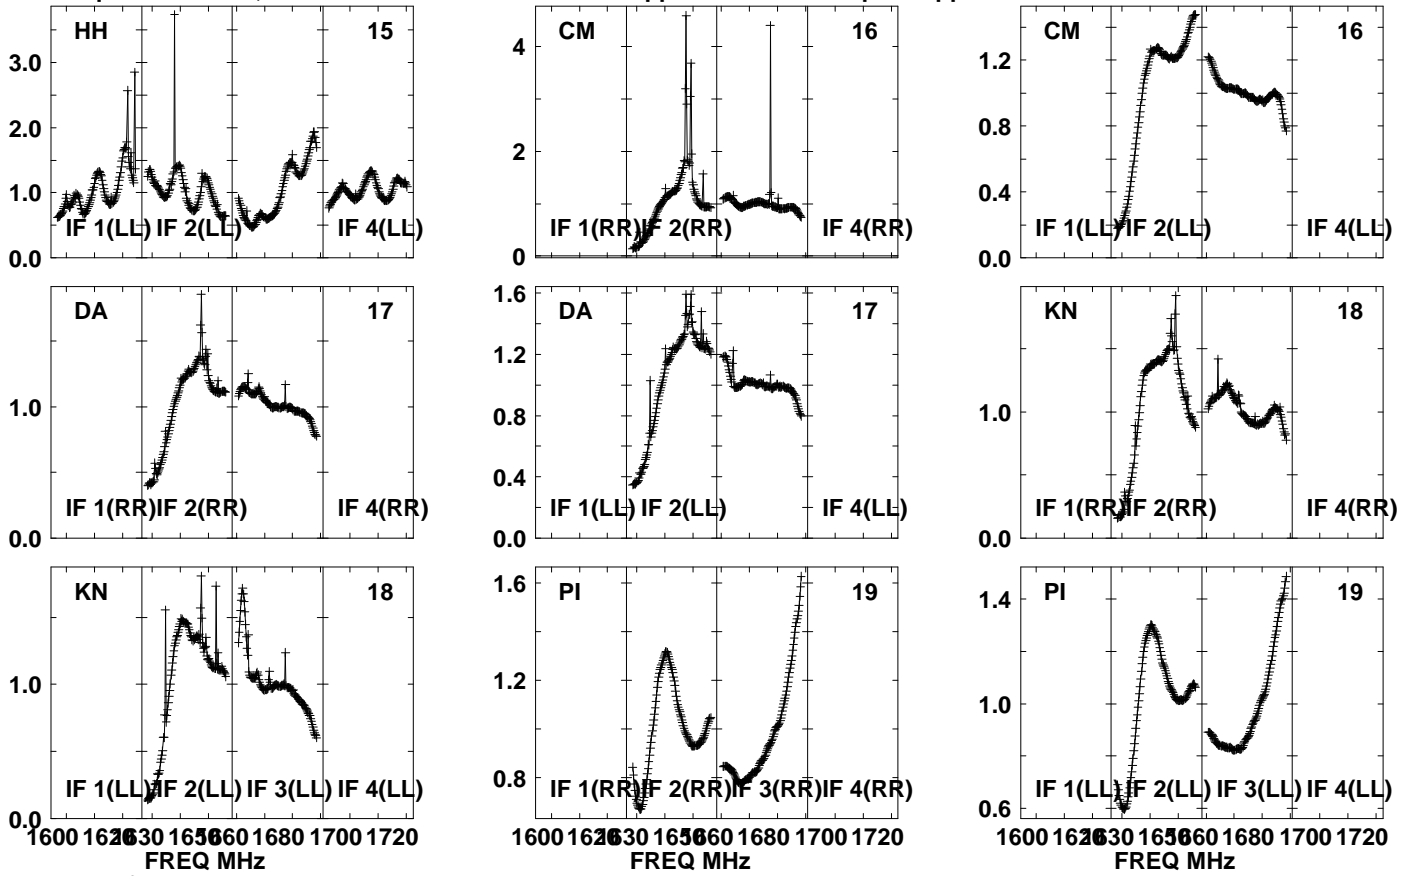 HH 15
3.0
2.0
1.0
0.0
IF 1(LL) IF 2(LL) IF 4(LL)
CM 16
4
2
0
IF 1(RR) IF 2(RR) IF 4(RR)
CM 16
1.2
0.8
0.4
0.0
IF 1(LL) IF 2(LL) IF 4(LL)
DA 17
1.0
0.0
IF 1(RR) IF 2(RR) IF 4(RR)
DA 17
1.6
1.2
0.8
0.4
0.0
IF 1(LL) IF 2(LL) IF 4(LL)
KN 18
1.0
0.0
IF 1(RR) IF 2(RR) IF 4(RR)
KN 18
1.0
0.0
IF 1(LL) IF 2(LL) IF 3(LL) IF 4(LL)
1600 1620 1630 1650 1660 1700 1720
FREQ MHz
PI 19
1.6
1.2
0.8
IF 1(RR) IF 2(RR) IF 3(RR) IF 4(RR)
1600 1620 1630 1650 1660 1680 1700 1720
FREQ MHz
PI 19
1.4
1.0
0.6
IF 1(LL) IF 2(LL) IF 3(LL) IF 4(LL)
1600 1620 1630 1650 1660 1680 1700 1720
FREQ MHz